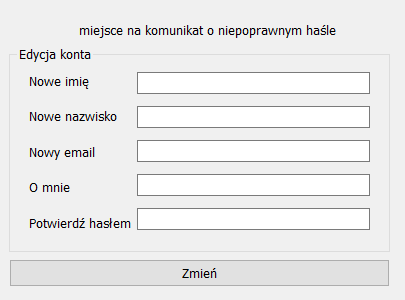 miejsce na komunikat o niepoprawnym haśle
Edycja konta
Nowe imię
Nowe nazwisko
Nowy email
O mnie
Potwierdź hasłem
Zmień